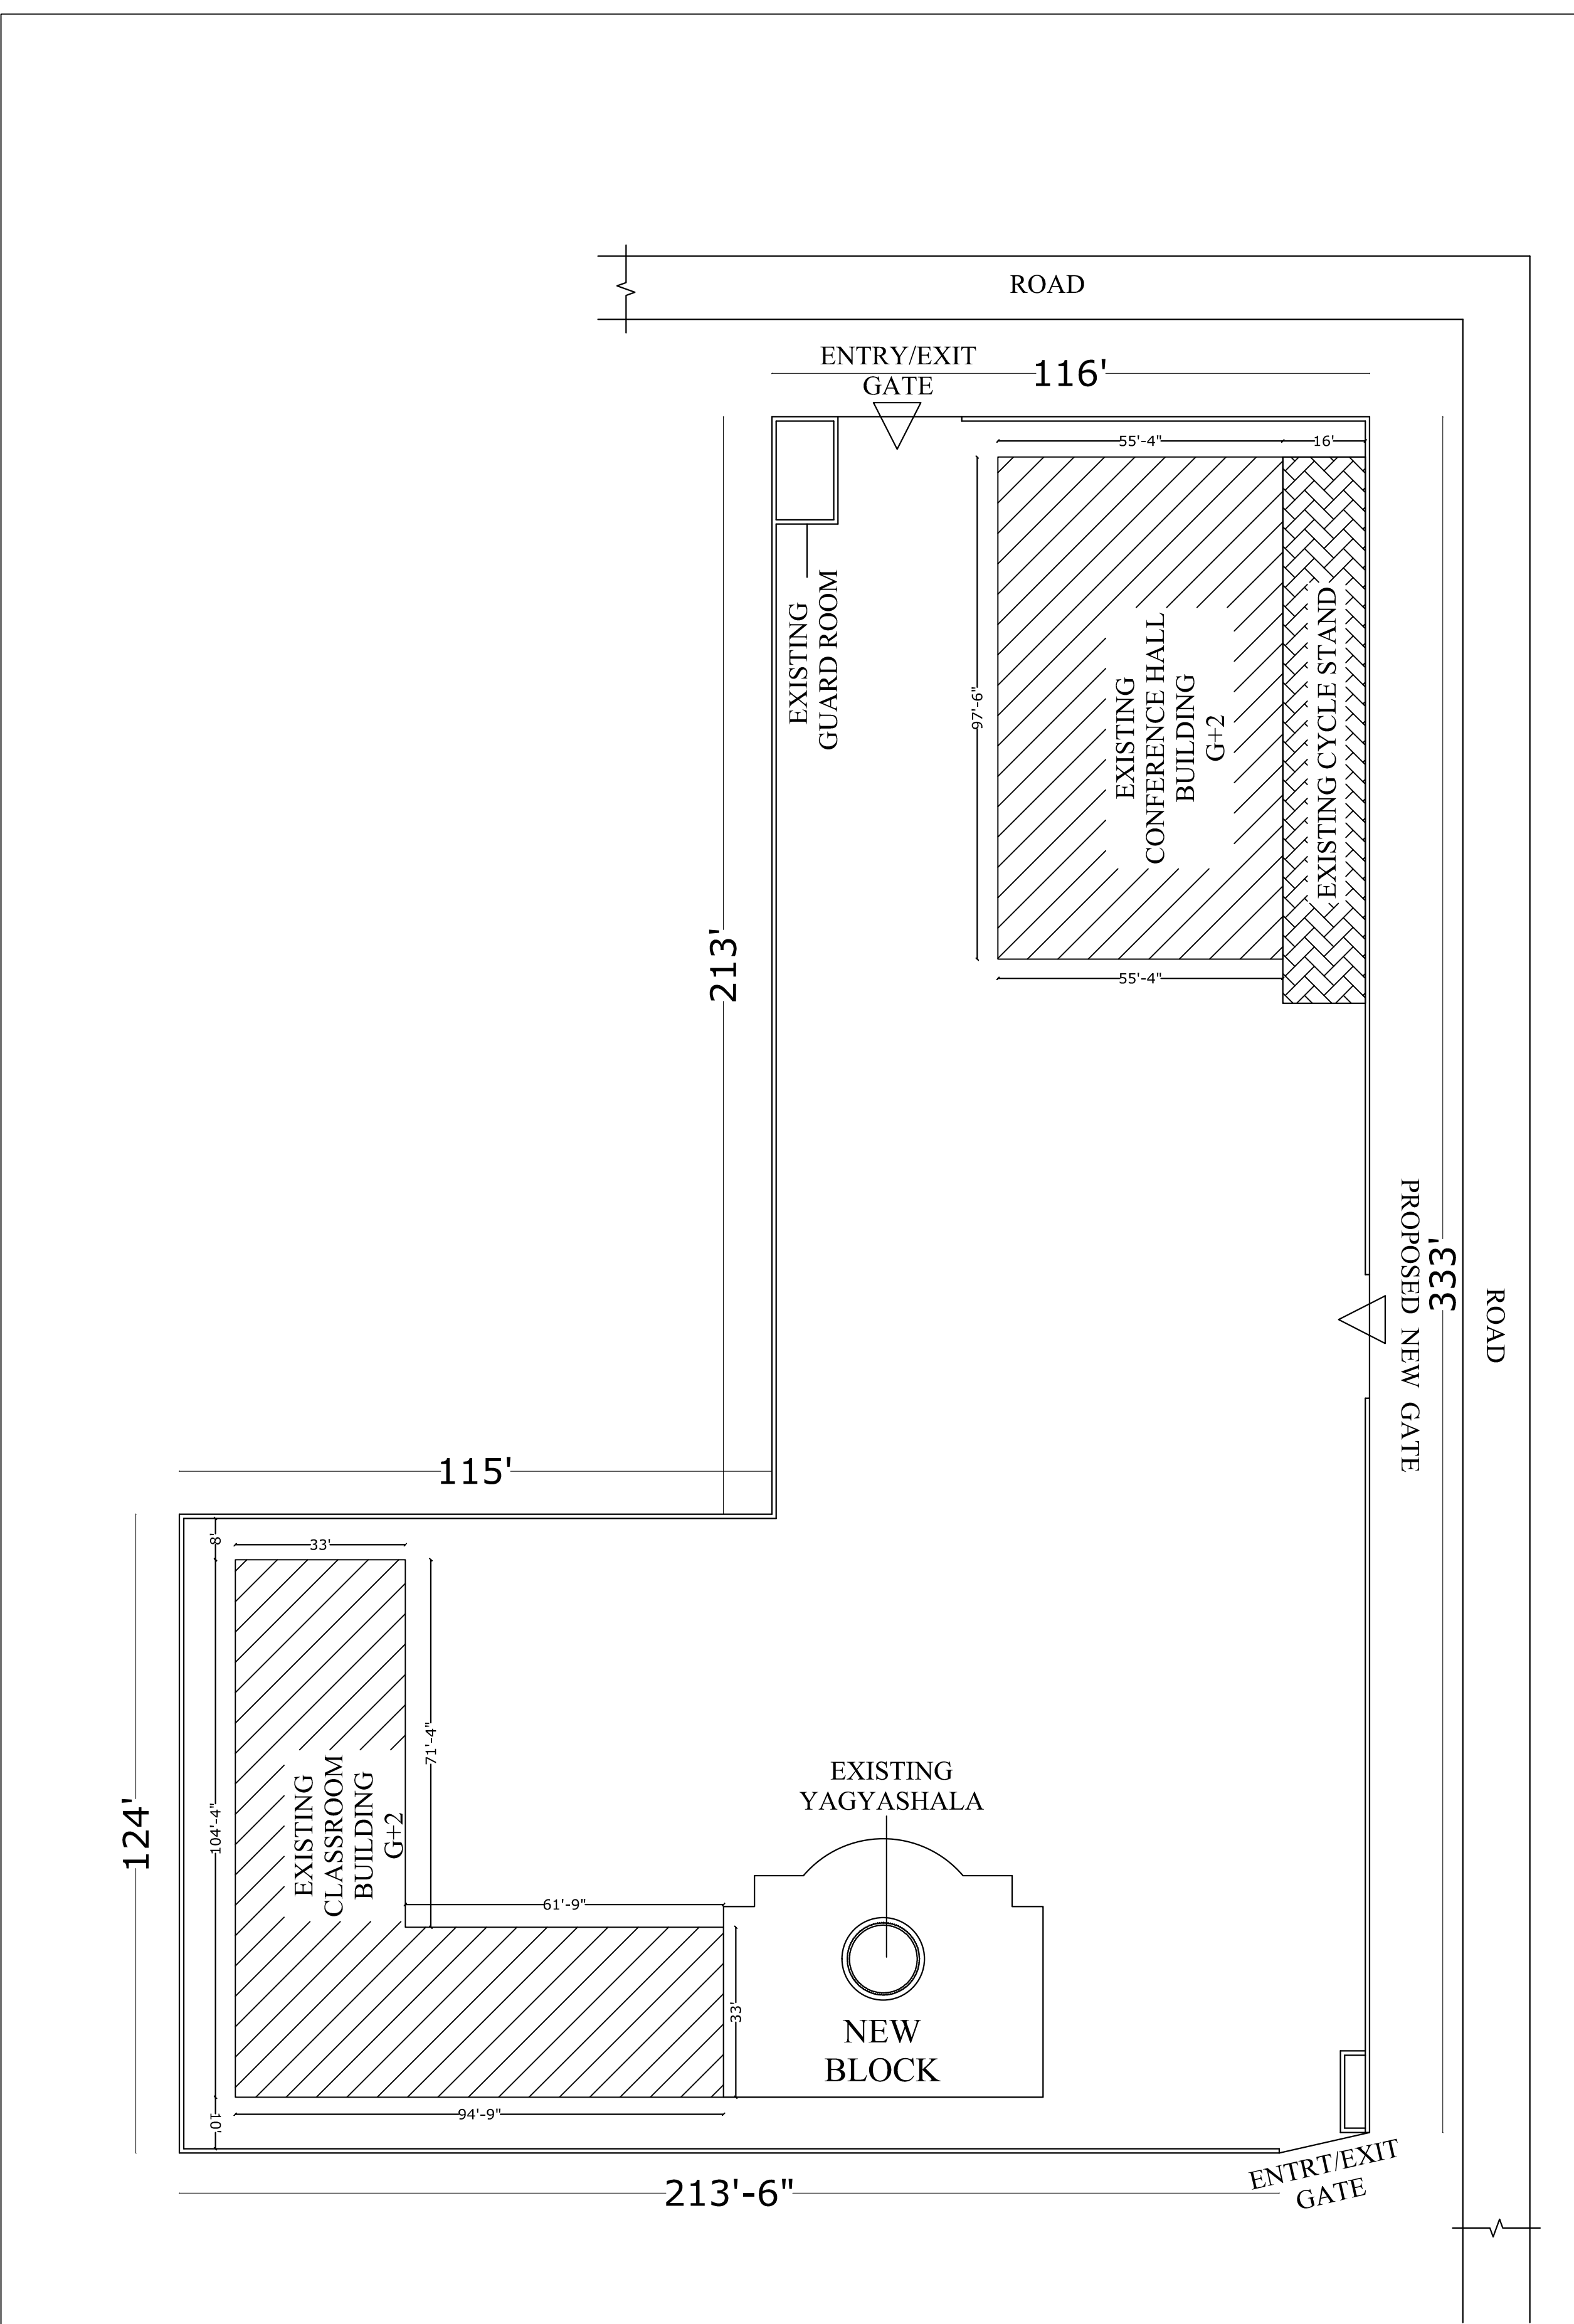 ROAD
ENTRY/EXIT
GATE
116'
55'-4"
16'
EXISTING
GUARD ROOM
97'-6"
EXISTING
CONFERENCE HALL
BUILDING
G+2
EXISTING CYCLE STAND
213'
55'-4"
PROPOSED NEW GATE
333'
ROAD
115'
8'
33'
71'-4"
124'
104'-4"
EXISTING
CLASSROOM
BUILDING
G+2
EXISTING
YAGYASHALA
61'-9"
33'
NEW
BLOCK
10'
94'-9"
213'-6"
ENTRT/EXIT
GATE